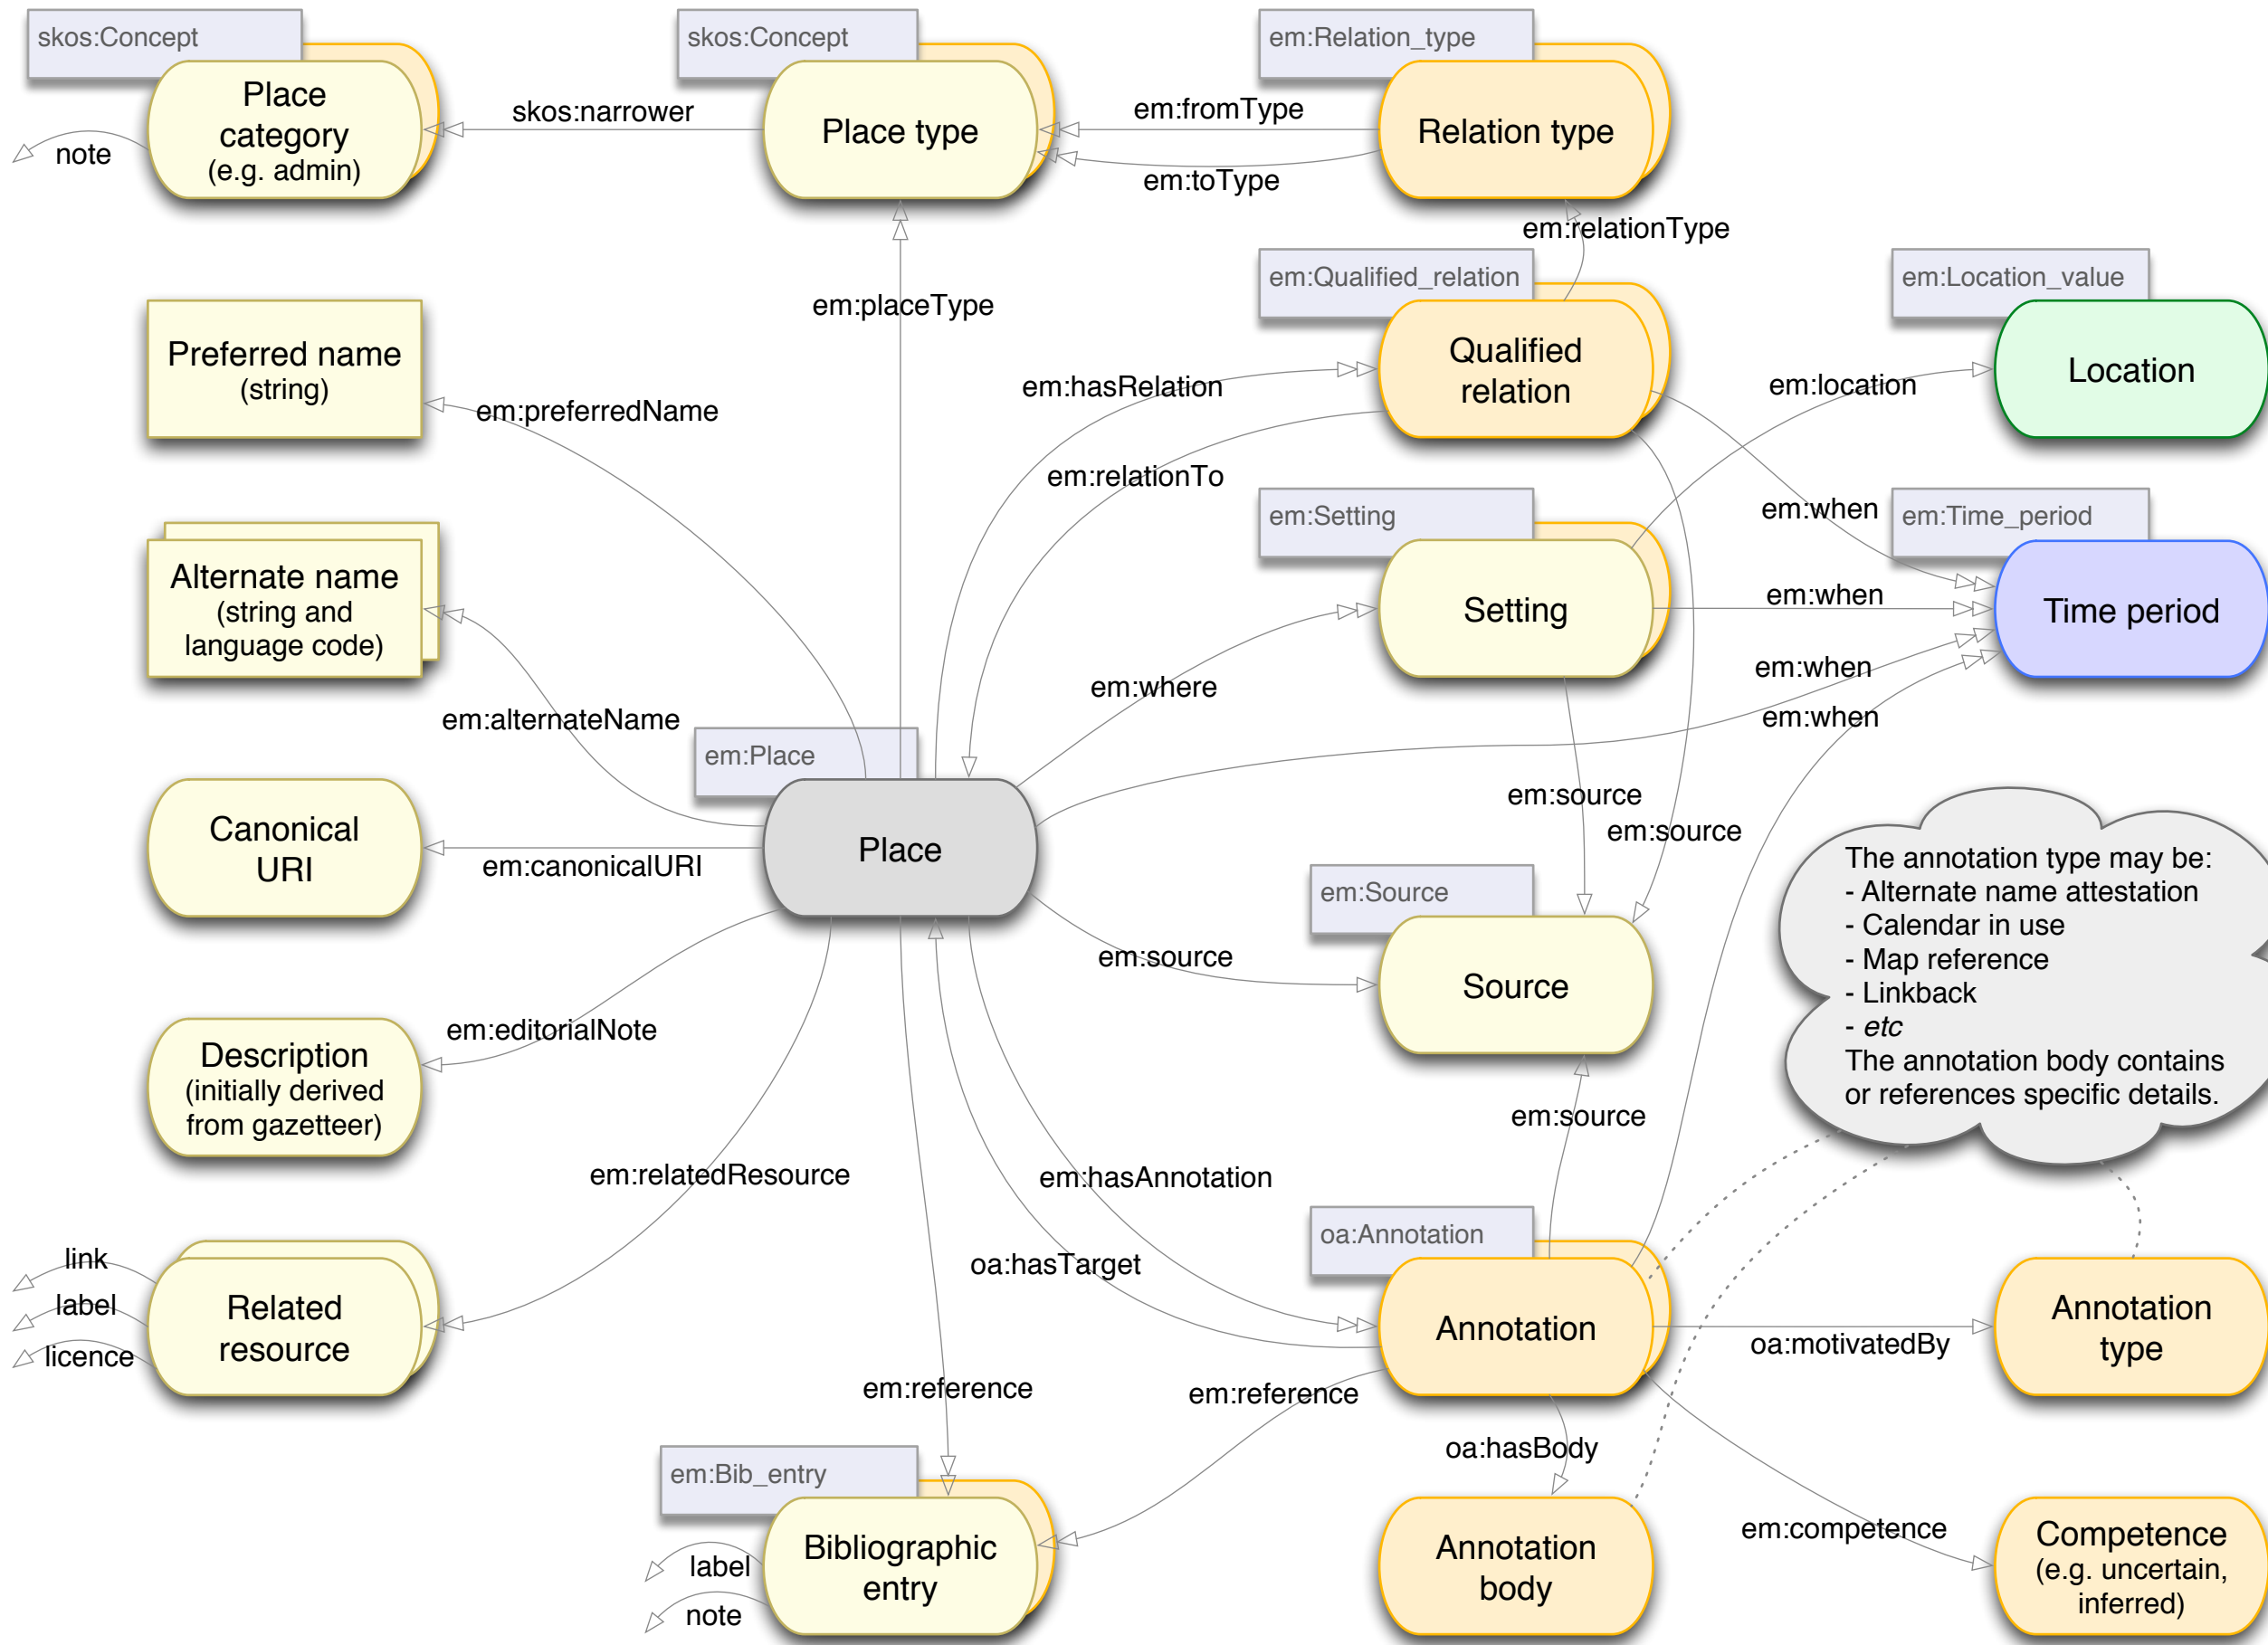 skos:Concept
skos:Concept
em:Relation_type
Place
category
(e.g. admin)
note
skos:narrower
Place type
em:fromType
em:toType
Relation type
em:relationType
em:placeType
em:Qualified_relation
em:Location_value
Preferred name
(string)
em:preferredName
em:hasRelation
Qualified
relation
em:location
Location
em:relationTo
em:when
em:Setting
em:Time_period
Alternate name
(string and
language code)
Setting
em:when
Time period
em:alternateName
em:where
em:when
em:when
em:Place
Canonical
URI
em:canonicalURI
Place
em:source
em:source
em:Source
em:source
Source
The annotation type may be:
- Alternate name attestation
- Calendar in use
- Map reference
- Linkback
- etc
The annotation body contains
or references specific details.
Description
(initially derived
from gazetteer)
em:editorialNote
em:source
em:relatedResource
em:hasAnnotation
oa:hasTarget
oa:Annotation
link
label
licence
Related
resource
Annotation
oa:motivatedBy
Annotation
type
em:reference
em:reference
oa:hasBody
em:Bib_entry
label
note
Bibliographic
entry
Annotation
body
em:competence
Competence
(e.g. uncertain,
inferred)